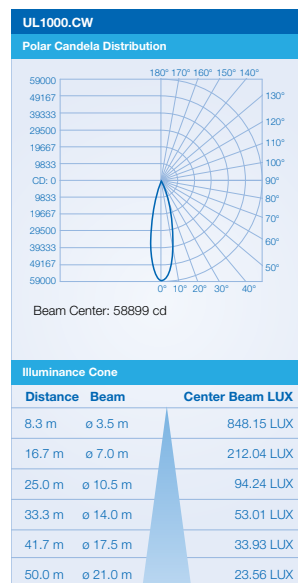 UL1000.CW
Polar Candela Distribution
180° 170° 160° 150° 140°
59000
49167
130°
39333
120°
29500
110°
19667
100°
9833
CD: 0
90°
9833
80°
19667
70°
29500
60°
39333
49167
50°
59000
0° 10° 20° 30° 40°
Beam Center: 58899 cd
Illuminance Cone
Distance Beam Center Beam LUX
8.3 m ø 3.5 m 848.15 LUX
16.7 m ø 7.0 m 212.04 LUX
25.0 m ø 10.5 m 94.24 LUX
33.3 m ø 14.0 m 53.01 LUX
41.7 m ø 17.5 m 33.93 LUX
50.0 m ø 21.0 m 23.56 LUX